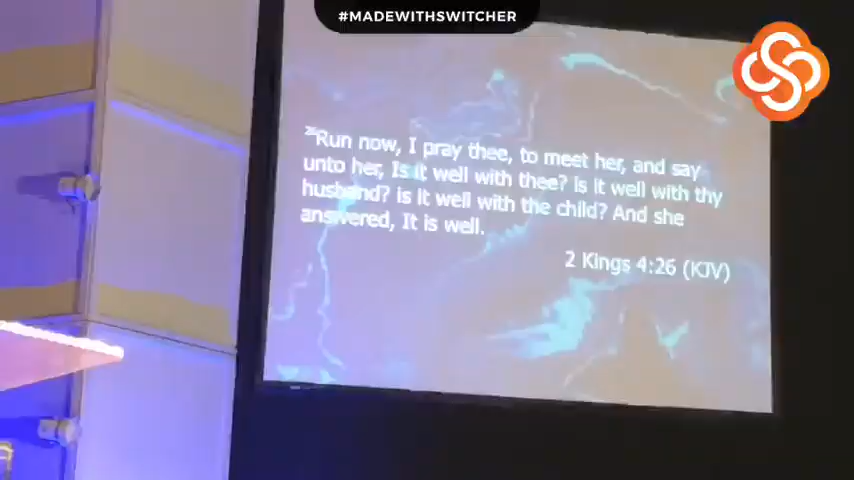 #MADEWITHSWITCHER
26Run now, I pray thee, to meet her, and say
unto her, Is it well with thee? is it well with thy
husband? is it well with the child? And she
answered, It is well.
2 Kings 4:26 (KJV)